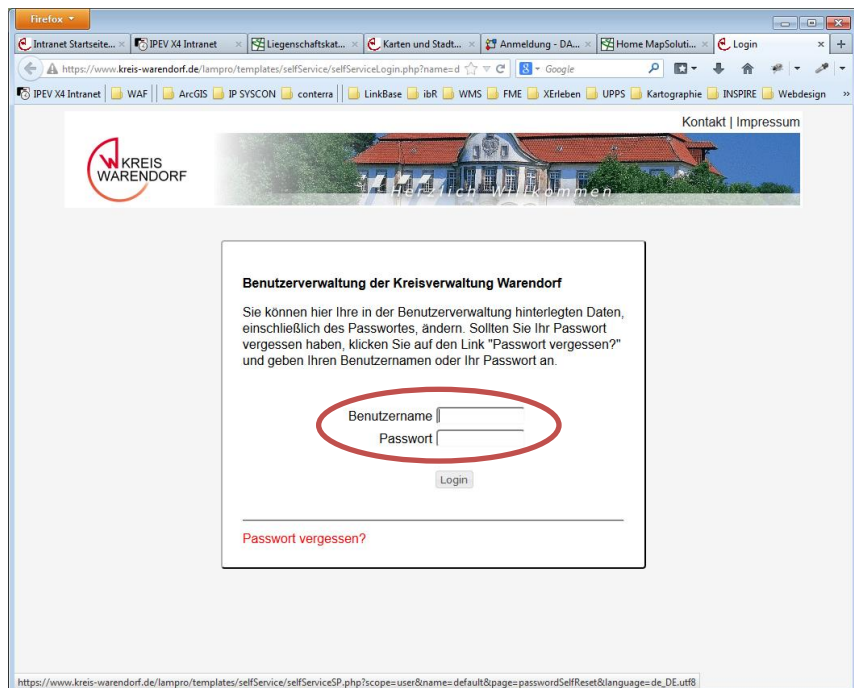 Firefox
Intranet Startseite... IPEV X4 Intranet Liegenschaftskat... Karten und Stadt... Anmeldung - DA... Home MapSoluti... Login
https://www.kreis-warendorf.de/lampro/templates/selfService/selfServiceLogin.php?name=d Google
IPEV X4 Intranet WAF ArcGIS IP SYSCON conterra LinkBase ibR WMS FME XErleben UPPS Kartographie INSPIRE Webdesign »
Kontakt | Impressum
KREIS
WARENDORF
Herzlich Willkommen
Benutzerverwaltung der Kreisverwaltung Warendorf
Sie können hier Ihre in der Benutzerverwaltung hinterlegten Daten,
einschließlich des Passwortes, ändern. Sollten Sie Ihr Passwort
vergessen haben, klicken Sie auf den Link "Passwort vergessen?"
und geben Ihren Benutzernamen oder Ihr Passwort an.
Benutzername
Passwort
Login
Passwort vergessen?
https://www.kreis-warendorf.de/lampro/templates/selfService/selfServiceSP.php?scope=user&name=default&page=passwordSelfReset&language=de_DE.utf8